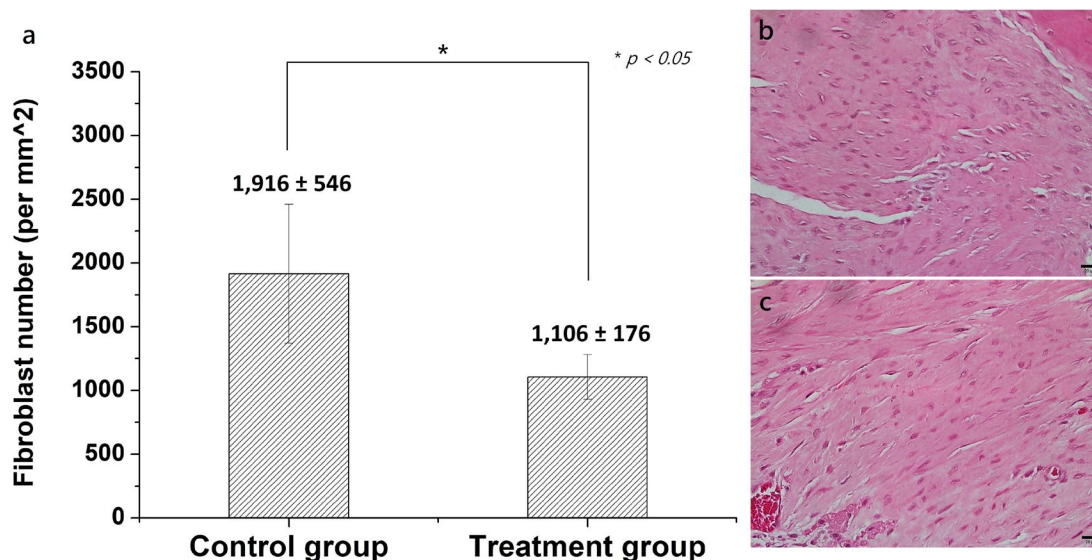 a
* p < 0.05
*
Fibroblast number (per mm^2)
3500
3000
2500
2000
1500
1000
500
0
1,916 ± 546
1,106 ± 176
Control group
Treatment group
b
c